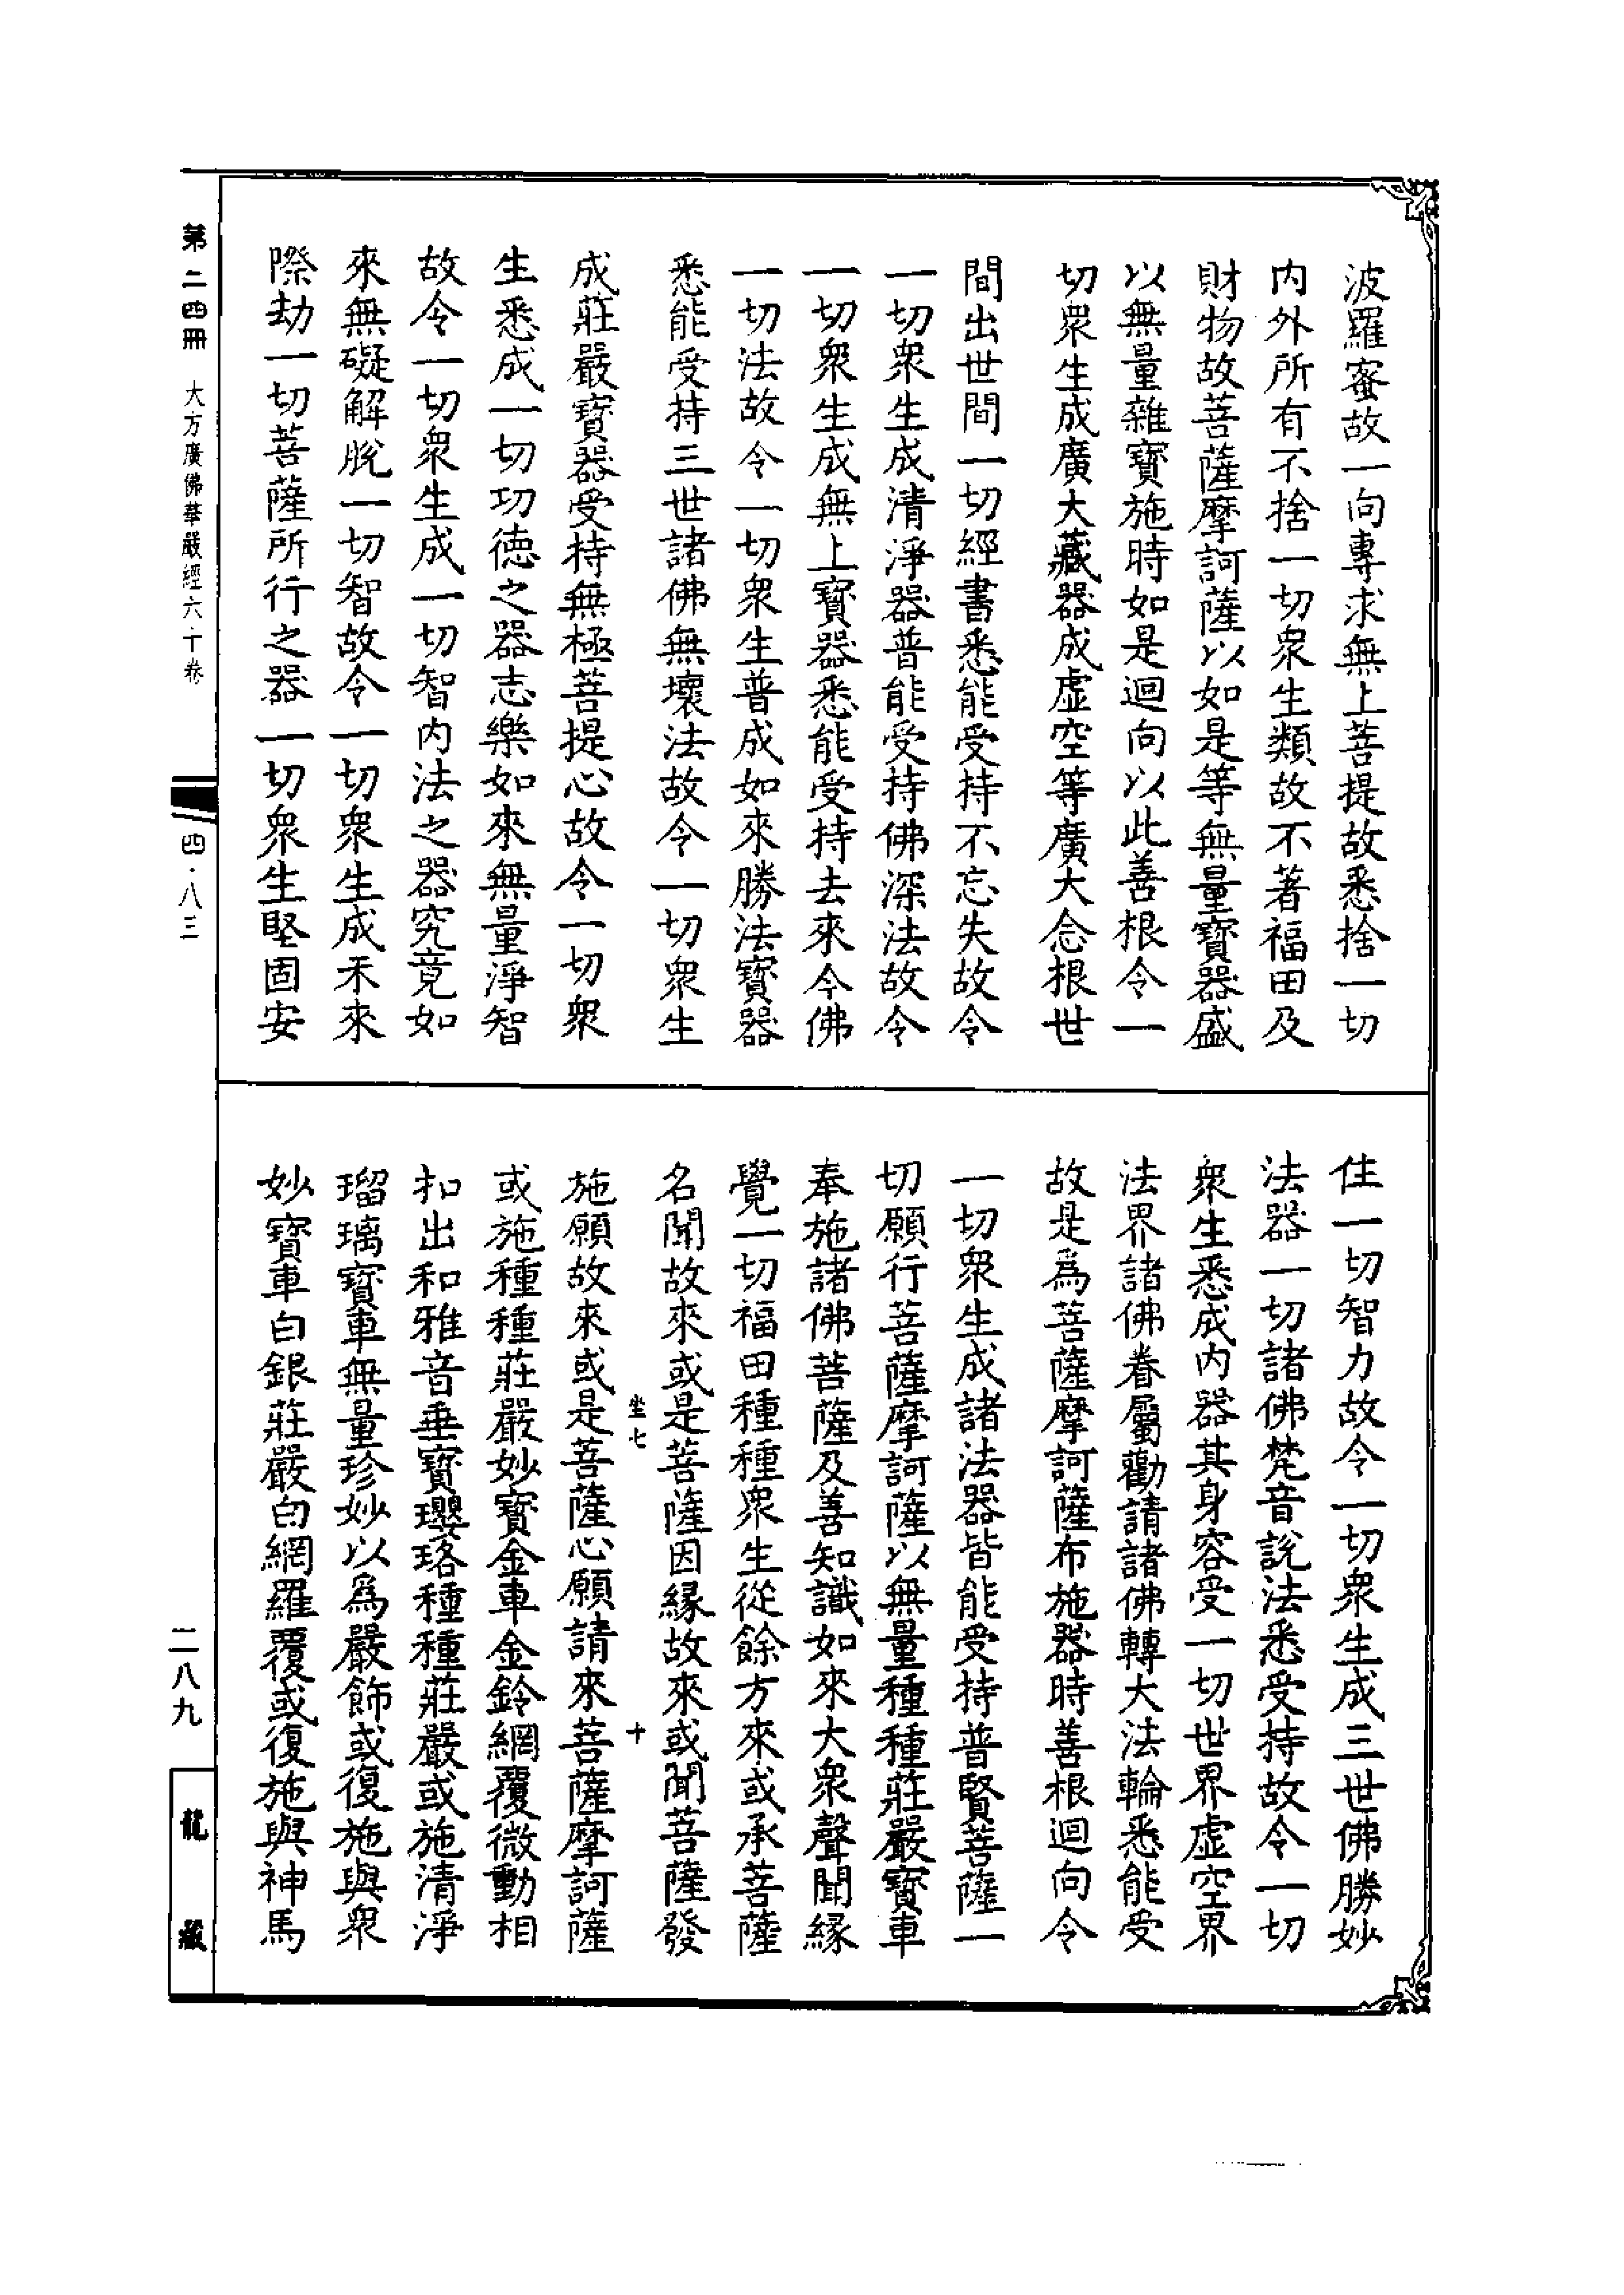 波羅蜜故一向專求無上菩提故悉捨一切
内外所有不捨一切眾生類故不著福田及
財物故菩薩摩訶薩以如是等無量寶器盛
以無量雜寶施時如是迴向以此善根令一
切眾生成廣大藏器成虛空等廣大念根世
間出世間一切經書悉能受持不忘失故令
一切眾生成清淨器普能受持佛深法故令
一切眾生成無上寶器悉能受持去來今佛
一切法故令一切眾生普成如來勝法寶器
悉能受持三世諸佛無壞法故令一切眾生
成莊嚴寶器受持無極菩提心故令一切眾
生悉成一切功德之器志樂如來無量淨智
故令一切眾生成一切智内法之器究竟如
來無礙解脫一切智故令一切眾生成未來
際劫一切菩薩所行之器一切眾生堅固安
住一切智力故令一切眾生成三世佛勝妙
法器一切諸佛梵音說法悉受持故令一切
眾生悉成内器其身容受一切世界虛空界
法界諸佛眷屬勸請諸佛轉大法輪悉能受
故是為菩薩摩訶薩布施器時善根迴向令
一切眾生成諸法器皆能受持普賢菩薩一
切願行菩薩摩訶薩以無量種種莊嚴寶車
奉施諸佛菩薩及善知識如來大眾聲聞緣
覺一切福田種種眾生從餘方來或承菩薩
名聞故來或是菩薩因緣故來或聞菩薩發
坐七 十
施願故來或是菩薩心願請來菩薩摩訶薩
或施種種莊嚴妙寶金車金鈴網覆微動相
扣出和雅音垂寶瓔珞種種莊嚴或施清淨
瑠璃寶車無量珍妙以為嚴飾或復施與眾
妙寶車白銀莊嚴白網羅覆或復施與神馬
第二四冊 大方廣佛華嚴經六十卷 四·八三
二八九 龍藏